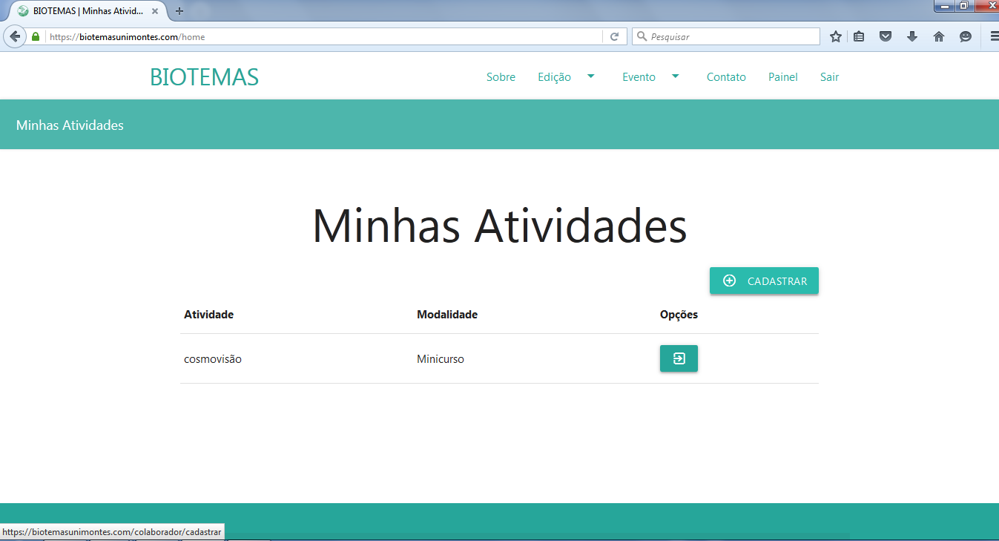 BIOTEMAS | Minhas Ativid...
https://biotemasunimontes.com/home
Pesquisar
BIOTEMAS
Sobre Edição Evento Contato Painel Sair
Minhas Atividades
Minhas Atividades
CADASTRAR
Atividade Modalidade Opções
cosmovisão Minicurso
https://biotemasunimontes.com/colaborador/cadastrar